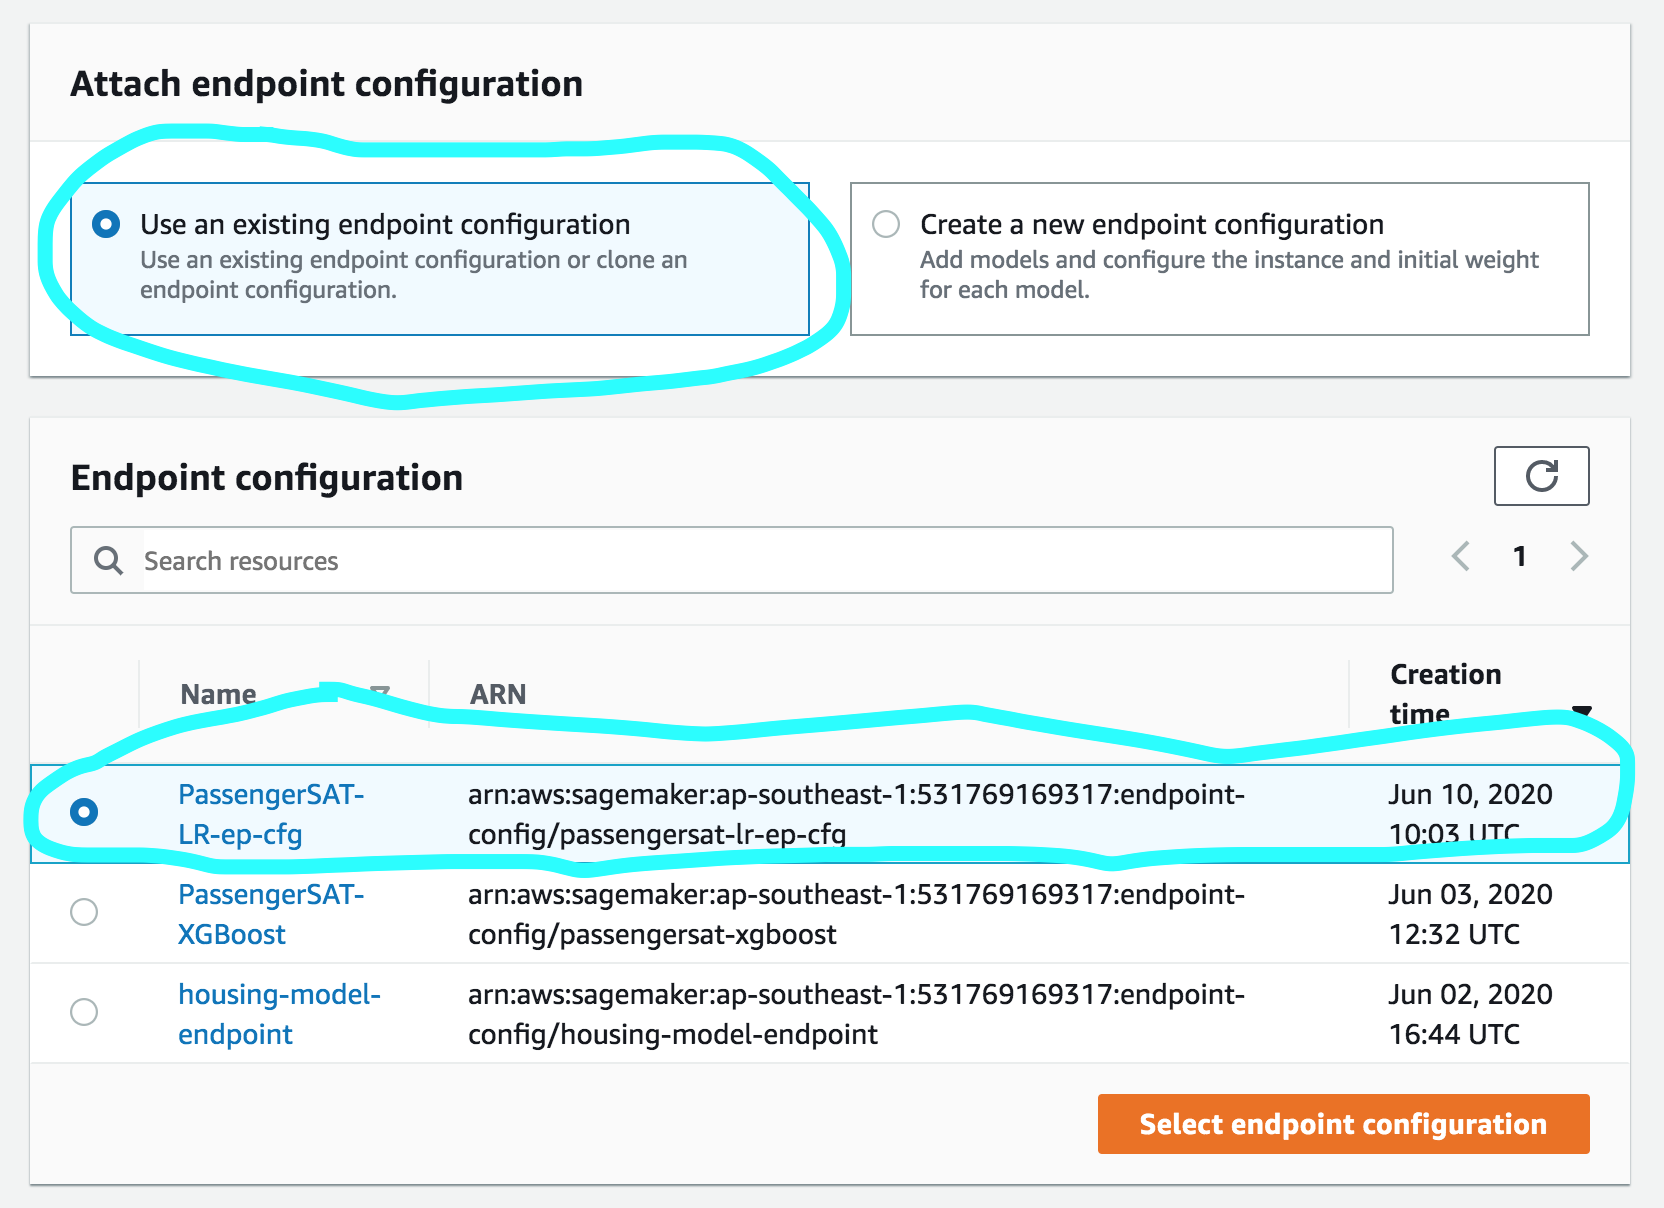 Attach endpoint configuration
Use an existing endpoint configuration
Use an existing endpoint configuration or clone an
endpoint configuration.
Create a new endpoint configuration
Add models and configure the instance and initial weight
for each model.
Endpoint configuration
Search resources
1
Name
ARN
Creation
time
PassengerSAT-
LR-ep-cfg
arn:aws:sagemaker:ap-southeast-1:531769169317:endpoint-
config/passengersat-lr-ep-cfg
Jun 10, 2020
10:03 UTC
PassengerSAT-
XGBoost
arn:aws:sagemaker:ap-southeast-1:531769169317:endpoint-
config/passengersat-xgboost
Jun 03, 2020
12:32 UTC
housing-model-
endpoint
arn:aws:sagemaker:ap-southeast-1:531769169317:endpoint-
config/housing-model-endpoint
Jun 02, 2020
16:44 UTC
Select endpoint configuration